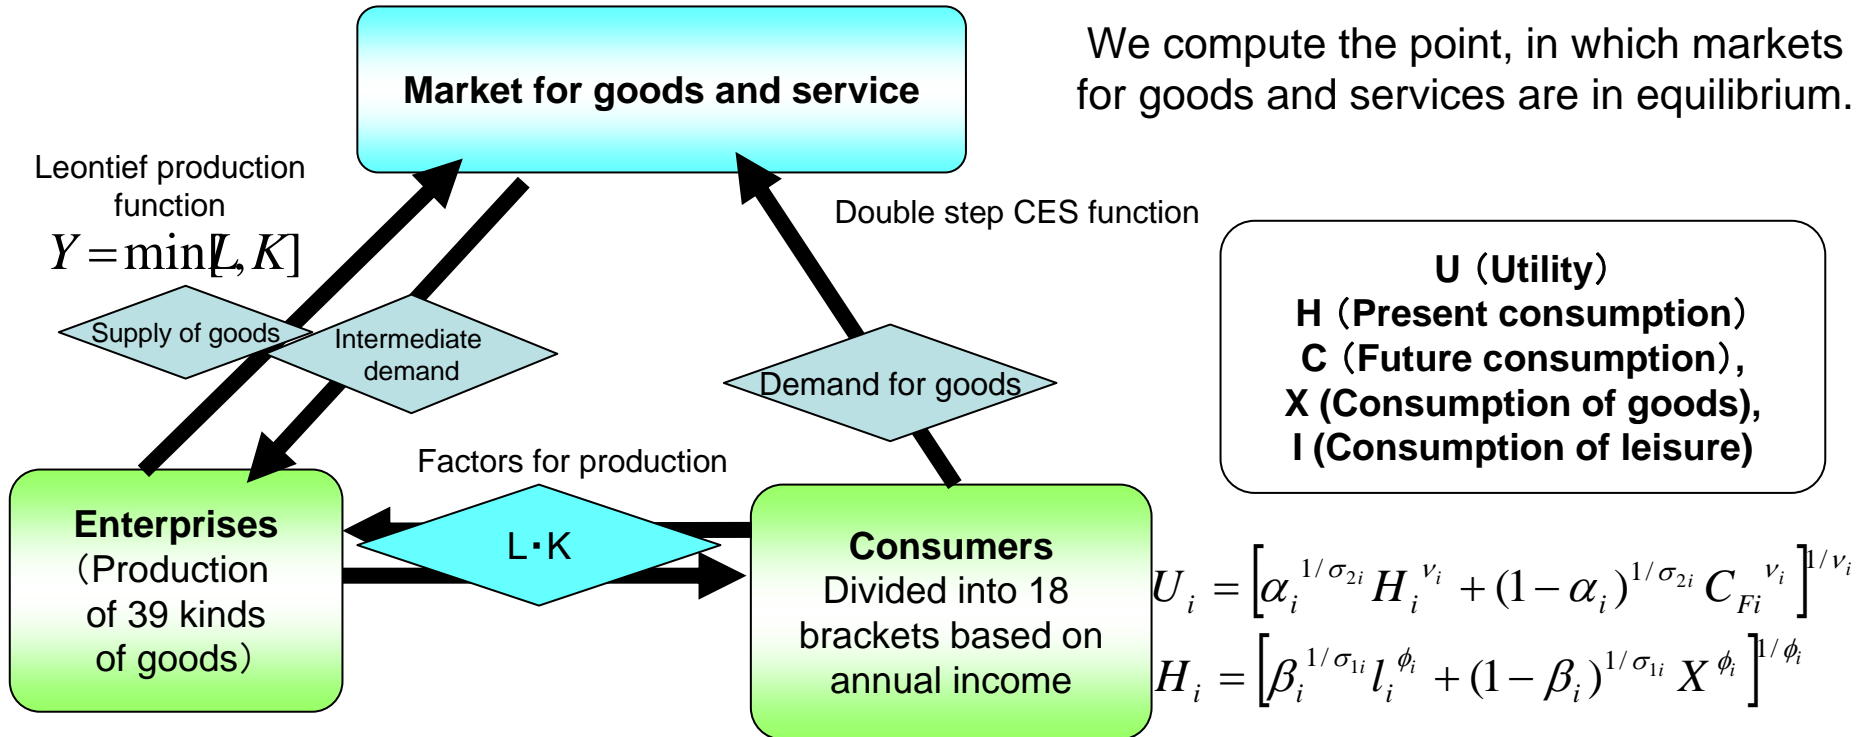 Market for goods and service
We compute the point, in which markets
for goods and services are in equilibrium.
Leontief production
function
Y = min[L, K]
Double step CES function
Supply of goods
Intermediate
demand
Demand for goods
U（Utility）
H（Present consumption）
C（Future consumption）,
X (Consumption of goods),
l (Consumption of leisure)
Factors for production
L・K
Enterprises
（Production
of 39 kinds
of goods）
Consumers
Divided into 18
brackets based on
annual income
U_i = [α_i^{1/σ_{2i}} H_i^{ν_i} + (1−α_i)^{1/σ_{2i}} C_{Fi}^{ν_i}]^{1/ν_i}
H_i = [β_i^{1/σ_{1i}} l_i^{ϕ_i} + (1−β_i)^{1/σ_{1i}} X^{ϕ_i}]^{1/ϕ_i}